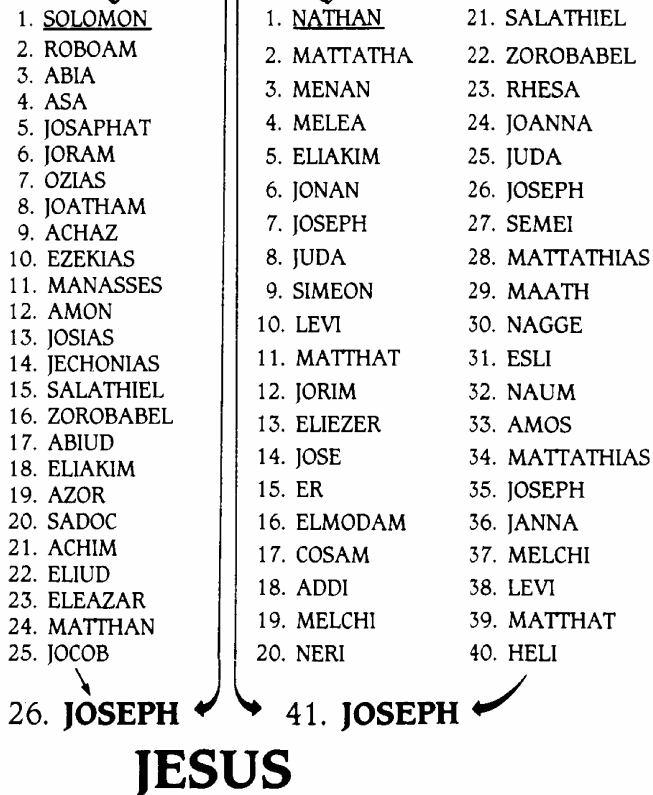 1. SOLOMON
2. ROBOAM
3. ABIA
4. ASA
5. JOSAPHAT
6. JORAM
7. OZIAS
8. JOATHAM
9. ACHAZ
10. EZEKIAS
11. MANASSES
12. AMON
13. JOSIAS
14. JECHONIAS
15. SALATHIEL
16. ZOROBABEL
17. ABIUD
18. ELIAKIM
19. AZOR
20. SADOC
21. ACHIM
22. ELIUD
23. ELEAZAR
24. MATTHAN
25. JOCOB
26. JOSEPH
1. NATHAN
2. MATTATHA
3. MENAN
4. MELEA
5. ELIAKIM
6. JONAN
7. JOSEPH
8. JUDA
9. SIMEON
10. LEVI
11. MATTHAT
12. JORIM
13. ELIEZER
14. JOSE
15. ER
16. ELMODAM
17. COSAM
18. ADDI
19. MELCHI
20. NERI
21. SALATHIEL
22. ZOROBABEL
23. RHESA
24. JOANNA
25. JUDA
26. JOSEPH
27. SEMEI
28. MATTATHIAS
29. MAATH
30. NAGGE
31. ESLI
32. NAUM
33. AMOS
34. MATTATHIAS
35. JOSEPH
36. JANNA
37. MELCHI
38. LEVI
39. MATTHAT
40. HELI
41. JOSEPH
JESUS